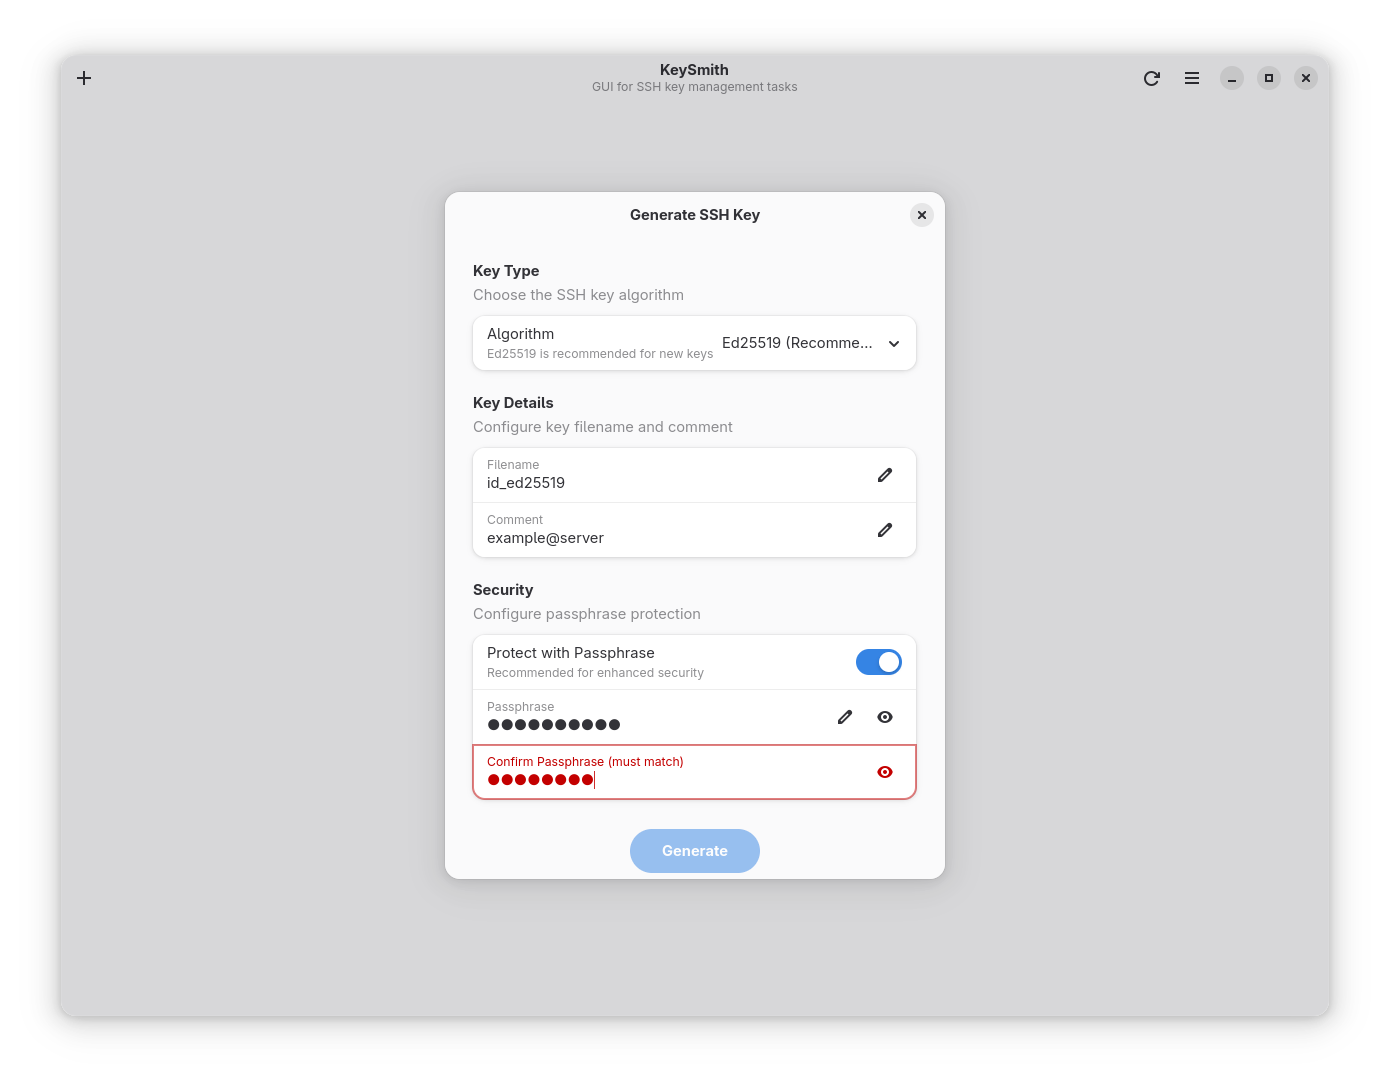 KeySmith
GUI for SSH key management tasks
Generate SSH Key
Key Type
Choose the SSH key algorithm
Algorithm
Ed25519 is recommended for new keys
Ed25519 (Recomme...
Key Details
Configure key filename and comment
Filename
id_ed25519
Comment
example@server
Security
Configure passphrase protection
Protect with Passphrase
Recommended for enhanced security
Passphrase
●●●●●●●●●●
Confirm Passphrase (must match)
●●●●●●●●
Generate